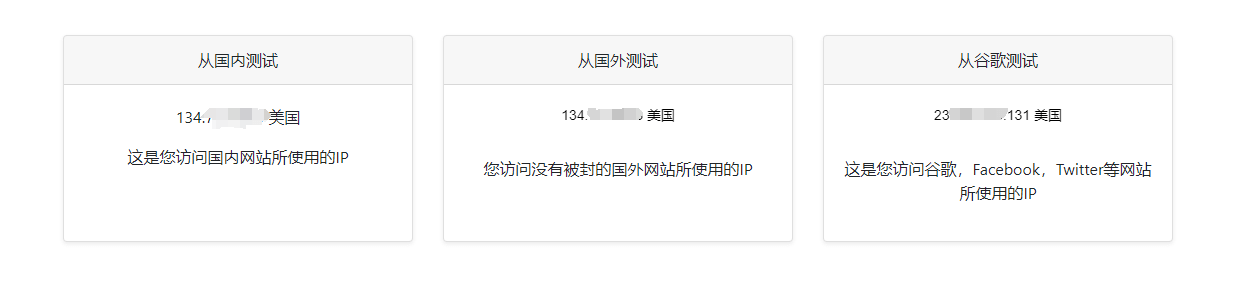 从国内测试
134. 美国
这是您访问国内网站所使用的IP
从国外测试
134. 美国
您访问没有被封的国外网站所使用的IP
从谷歌测试
23 .131 美国
这是您访问谷歌，Facebook，Twitter等网站
所使用的IP